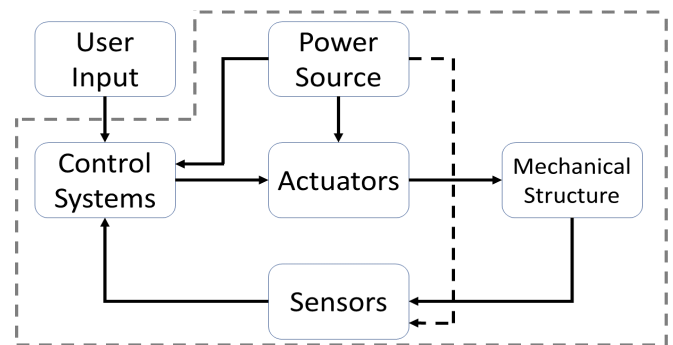 User
Input
Power
Source
Control
Systems
Actuators
Mechanical
Structure
Sensors